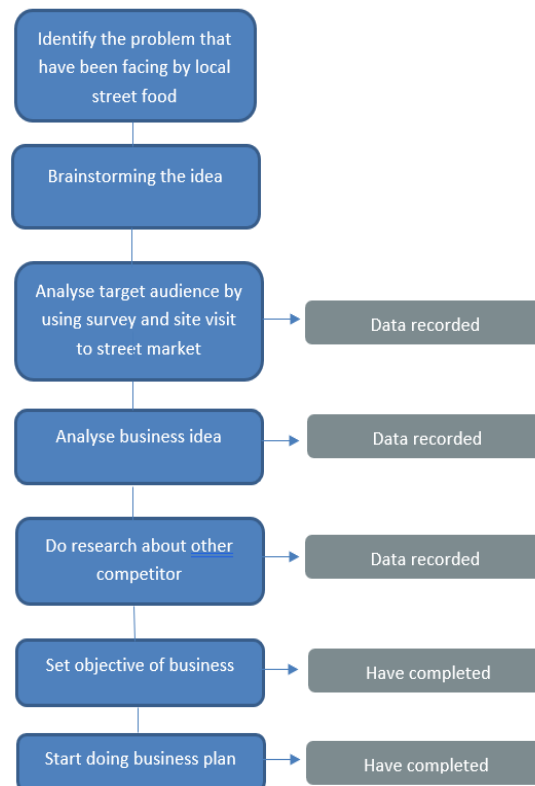 Identify the problem that
have been facing by local
street food
Brainstorming the idea
Analyse target audience by
using survey and site visit
to street market
Data recorded
Analyse business idea
Data recorded
Do research about other
competitor
Data recorded
Set objective of business
Have completed
Start doing business plan
Have completed